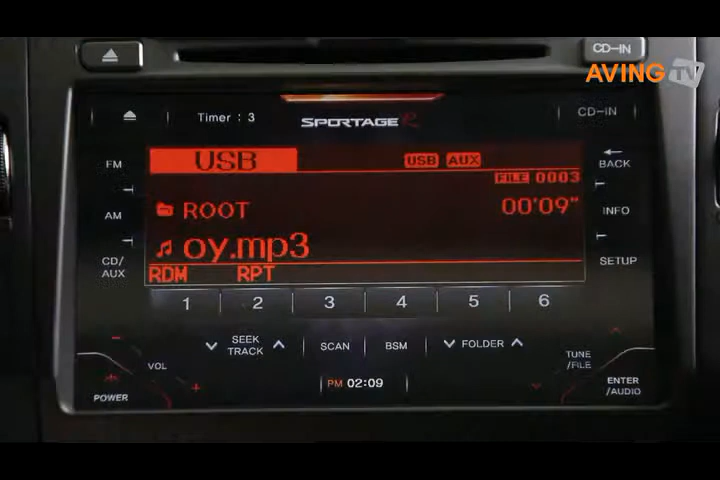 CD-IN
AVING TV
Timer : 3
SPORTAGE R
CD-IN
FM
USB
USB AUX
BACK
FILE 0003
AM
ROOT
00'09"
INFO
oy.mp3
CD/
AUX
RDM RPT
SETUP
1 2 3 4 5 6
SEEK
TRACK
SCAN
BSM
FOLDER
VOL
TUNE
/FILE
PM 02:09
POWER
ENTER
/AUDIO